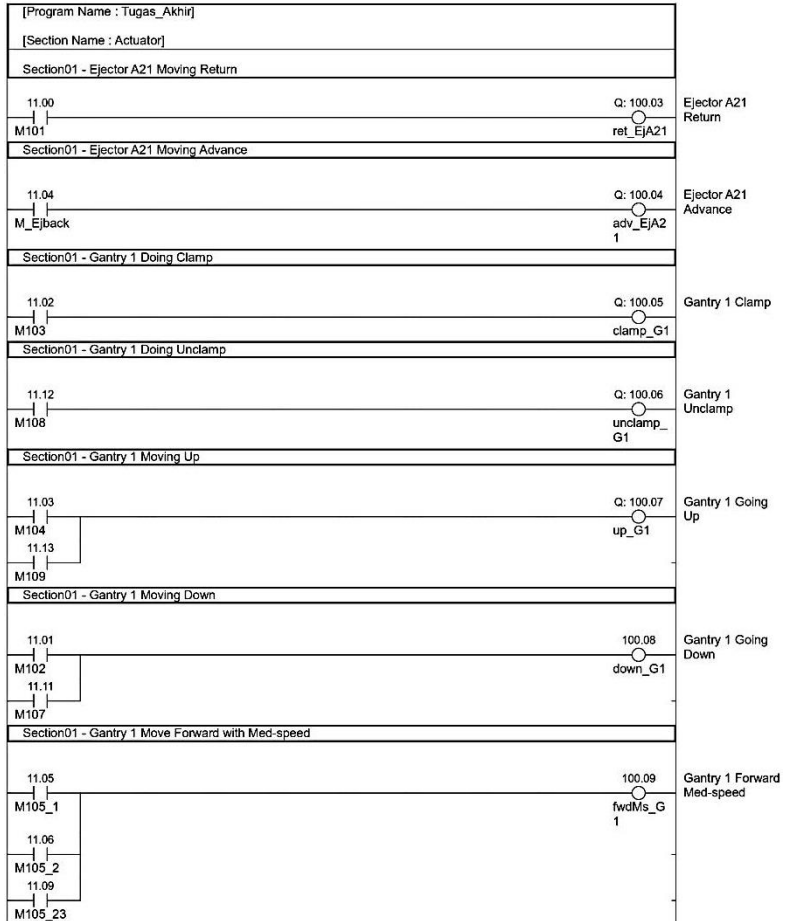 [Program Name : Tugas_Akhir]
[Section Name : Actuator]
Section01 - Ejector A21 Moving Return
11.00
M101
Q: 100.03
ret_EjA21
Ejector A21
Return
Section01 - Ejector A21 Moving Advance
11.04
M_Ejback
Q: 100.04
adv_EjA2
1
Ejector A21
Advance
Section01 - Gantry 1 Doing Clamp
11.02
M103
Q: 100.05
clamp_G1
Gantry 1 Clamp
Section01 - Gantry 1 Doing Unclamp
11.12
M108
Q: 100.06
unclamp_
G1
Gantry 1
Unclamp
Section01 - Gantry 1 Moving Up
11.03
M104
Q: 100.07
up_G1
Gantry 1 Going
Up
11.13
M109
Section01 - Gantry 1 Moving Down
11.01
M102
100.08
down_G1
Gantry 1 Going
Down
11.11
M107
Section01 - Gantry 1 Move Forward with Med-speed
11.05
M105_1
100.09
fwdMs_G
1
Gantry 1 Forward
Med-speed
11.06
M105_2
11.09
M105_23